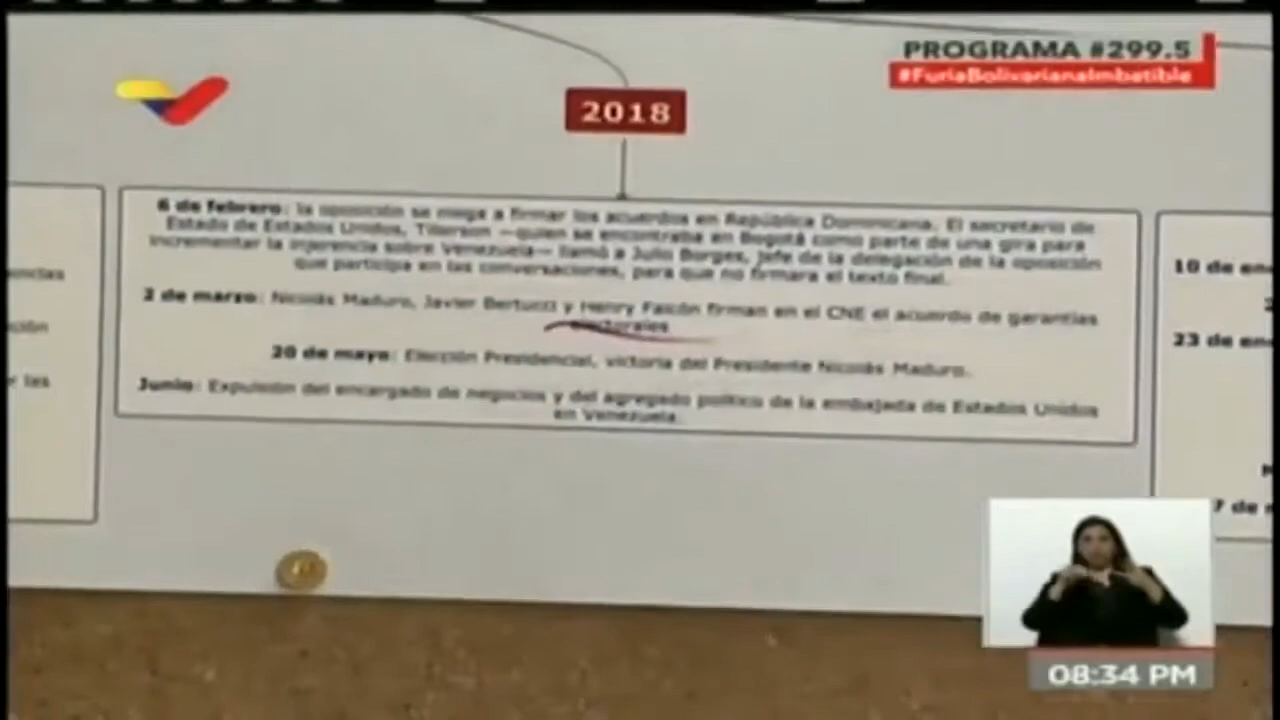 PROGRAMA #299.5
#FuriaBolivarianaImbatible
2018
6 de febrero: la oposición se niega a firmar los acuerdos en República Dominicana. El secretario de
Estado de Estados Unidos, Tillerson —quien se encontraba en Bogotá como parte de una gira para
incrementar la injerencia sobre Venezuela— llamó a Julio Borges, jefe de la delegación de la oposición
que participa en las conversaciones, para que no firmara el texto final.
2 de marzo: Nicolás Maduro, Javier Bertucci y Henry Falcón firman en el CNE el acuerdo de garantías
electorales
20 de mayo: Elección Presidencial, victoria del Presidente Nicolás Maduro.
Junio: Expulsión del encargado de negocios y del agregado político de la embajada de Estados Unidos
en Venezuela.
las
10 de
23 de
7 de
08:34 PM